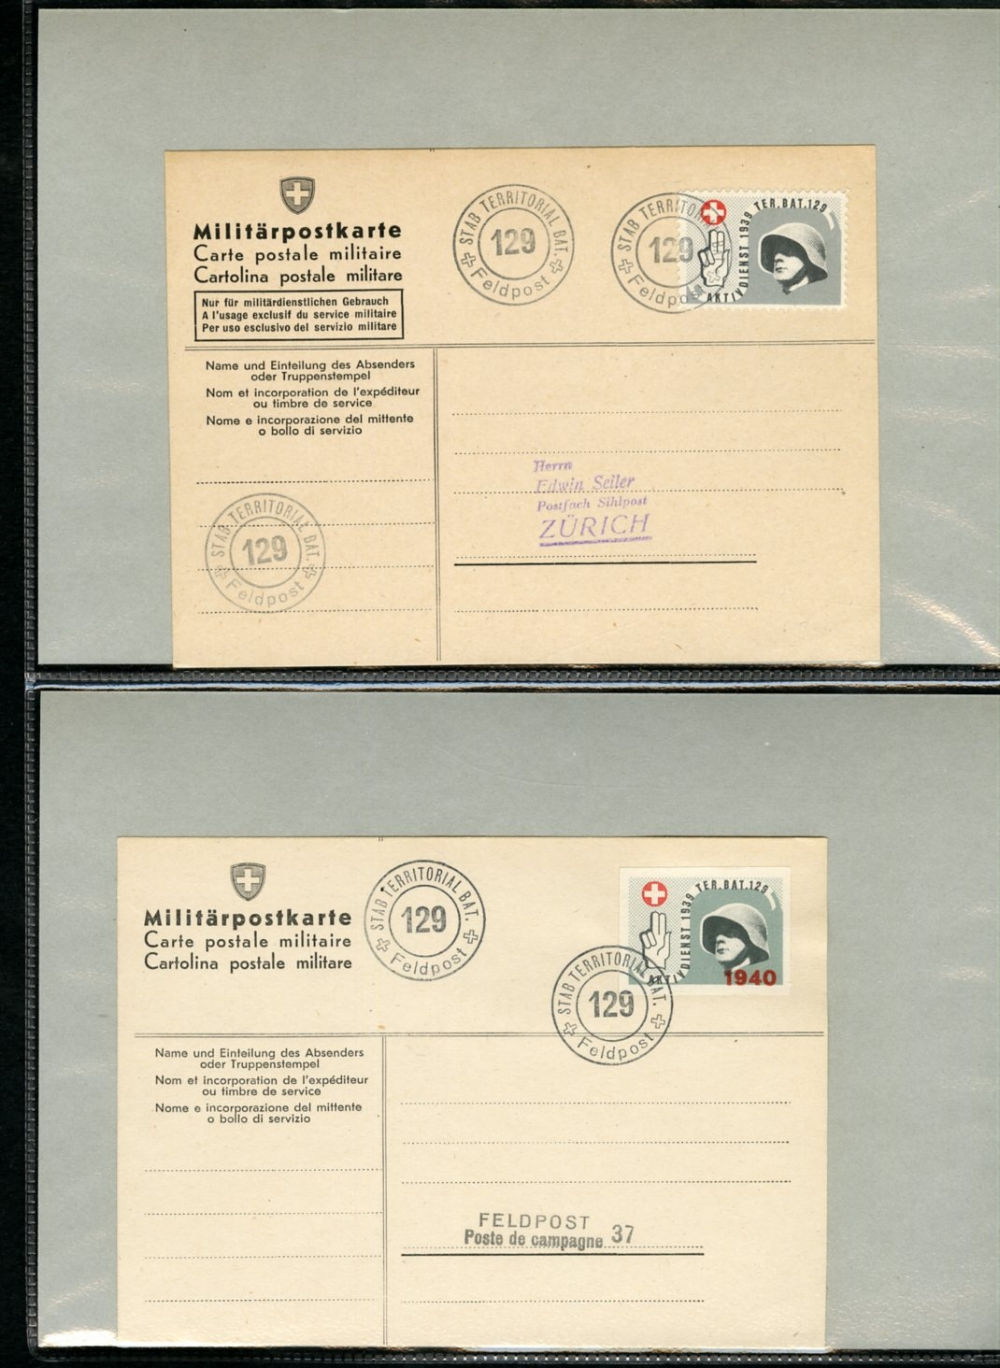 Militärpostkarte
Carte postale militaire
Cartolina postale militare
Nur für militärdienstlichen Gebrauch
A l'usage exclusif du service militaire
Per uso esclusivo del servizio militare
STAB TERRITORIAL BAT.
129
Feldpost
STAB TERRITORIAL BAT.
129
Feldpost
AKTIVDIENST 1939 TER.BAT.129
Name und Einteilung des Absenders
oder Truppenstempel
Nom et incorporation de l'expéditeur
ou timbre de service
Nome e incorporazione del mittente
o bollo di servizio
STAB TERRITORIAL BAT.
129
Feldpost
Herrn
Edwin Seiler
Postfach Sihlpost
ZÜRICH
Militärpostkarte
Carte postale militaire
Cartolina postale militare
STAB TERRITORIAL BAT.
129
Feldpost
AKTIVDIENST 1939 TER.BAT.129
1940
STAB TERRITORIAL BAT.
129
Feldpost
Name und Einteilung des Absenders
oder Truppenstempel
Nom et incorporation de l'expéditeur
ou timbre de service
Nome e incorporazione del mittente
o bollo di servizio
FELDPOST
Poste de campagne 37